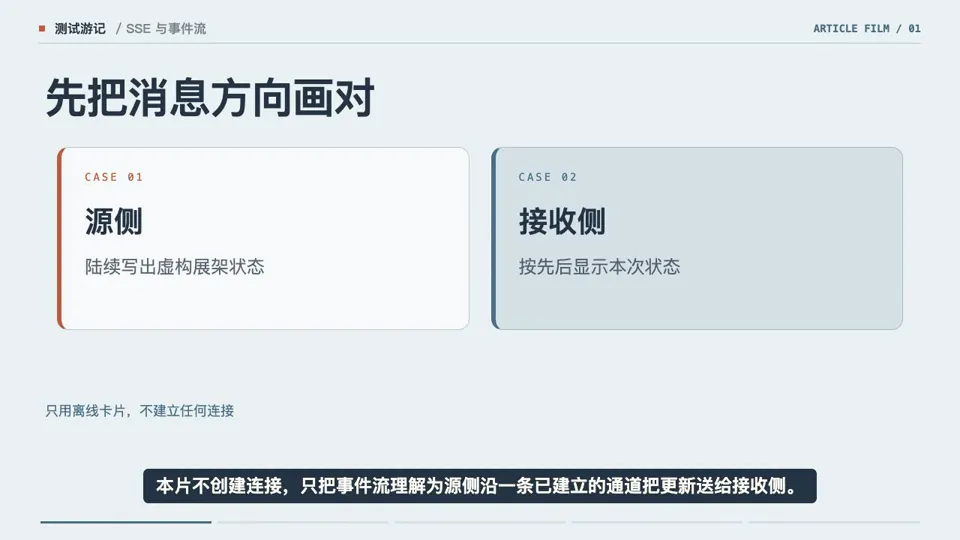 测试游记 / SSE 与事件流
ARTICLE FILM / 01
先把消息方向画对
CASE 01
源侧
陆续写出虚构展架状态
CASE 02
接收侧
按先后显示本次状态
只用离线卡片，不建立任何连接
本片不创建连接，只把事件流理解为源侧沿一条已建立的通道把更新送给接收侧。